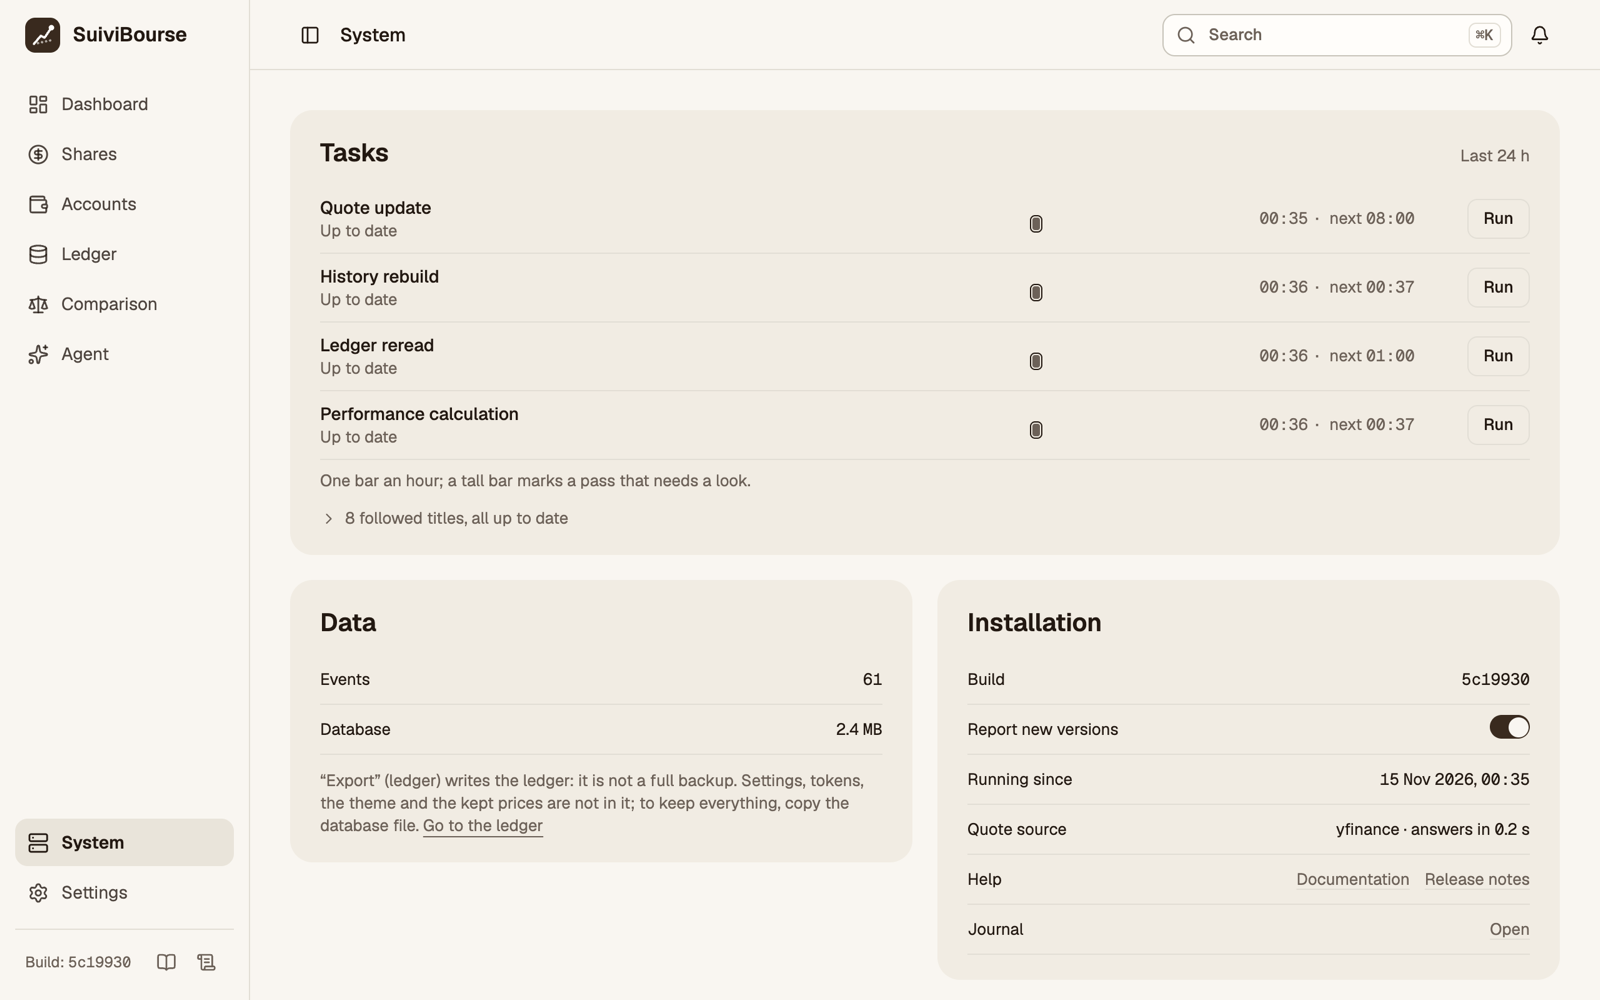 SuiviBourse
Dashboard
Shares
Accounts
Ledger
Comparison
Agent
System
Settings
Build: 5c19930
System
Search
⌘K
Tasks
Last 24 h
Quote update
Up to date
00:35 · next 08:00
Run
History rebuild
Up to date
00:36 · next 00:37
Run
Ledger reread
Up to date
00:36 · next 01:00
Run
Performance calculation
Up to date
00:36 · next 00:37
Run
One bar an hour; a tall bar marks a pass that needs a look.
8 followed titles, all up to date
Data
Events 61
Database 2.4 MB
“Export” (ledger) writes the ledger: it is not a full backup. Settings, tokens,
the theme and the kept prices are not in it; to keep everything, copy the
database file. Go to the ledger
Installation
Build 5c19930
Report new versions
Running since 15 Nov 2026, 00:35
Quote source yfinance · answers in 0.2 s
Help Documentation Release notes
Journal Open